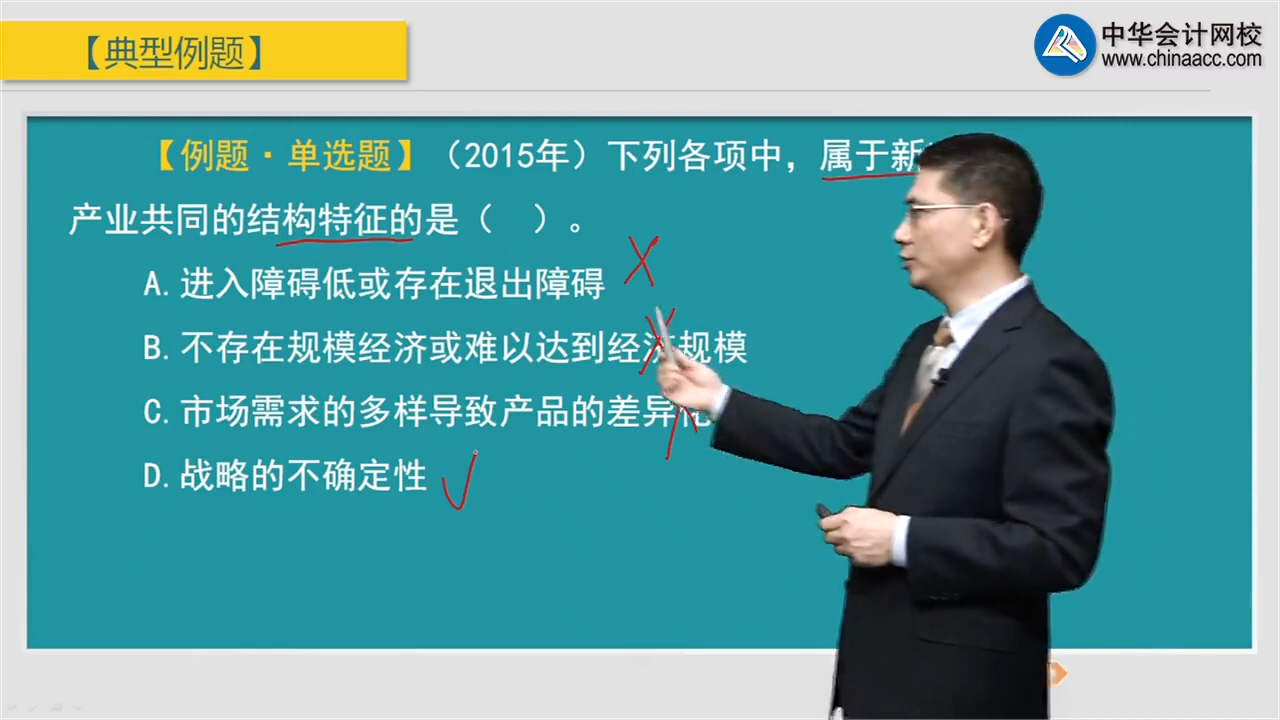 【典型例题】
中华会计网校
www.chinaacc.com
【例题·单选题】（2015年）下列各项中，属于新
产业共同的结构特征的是（ ）。
A.进入障碍低或存在退出障碍
B.不存在规模经济或难以达到经济规模
C.市场需求的多样导致产品的差异化
D.战略的不确定性